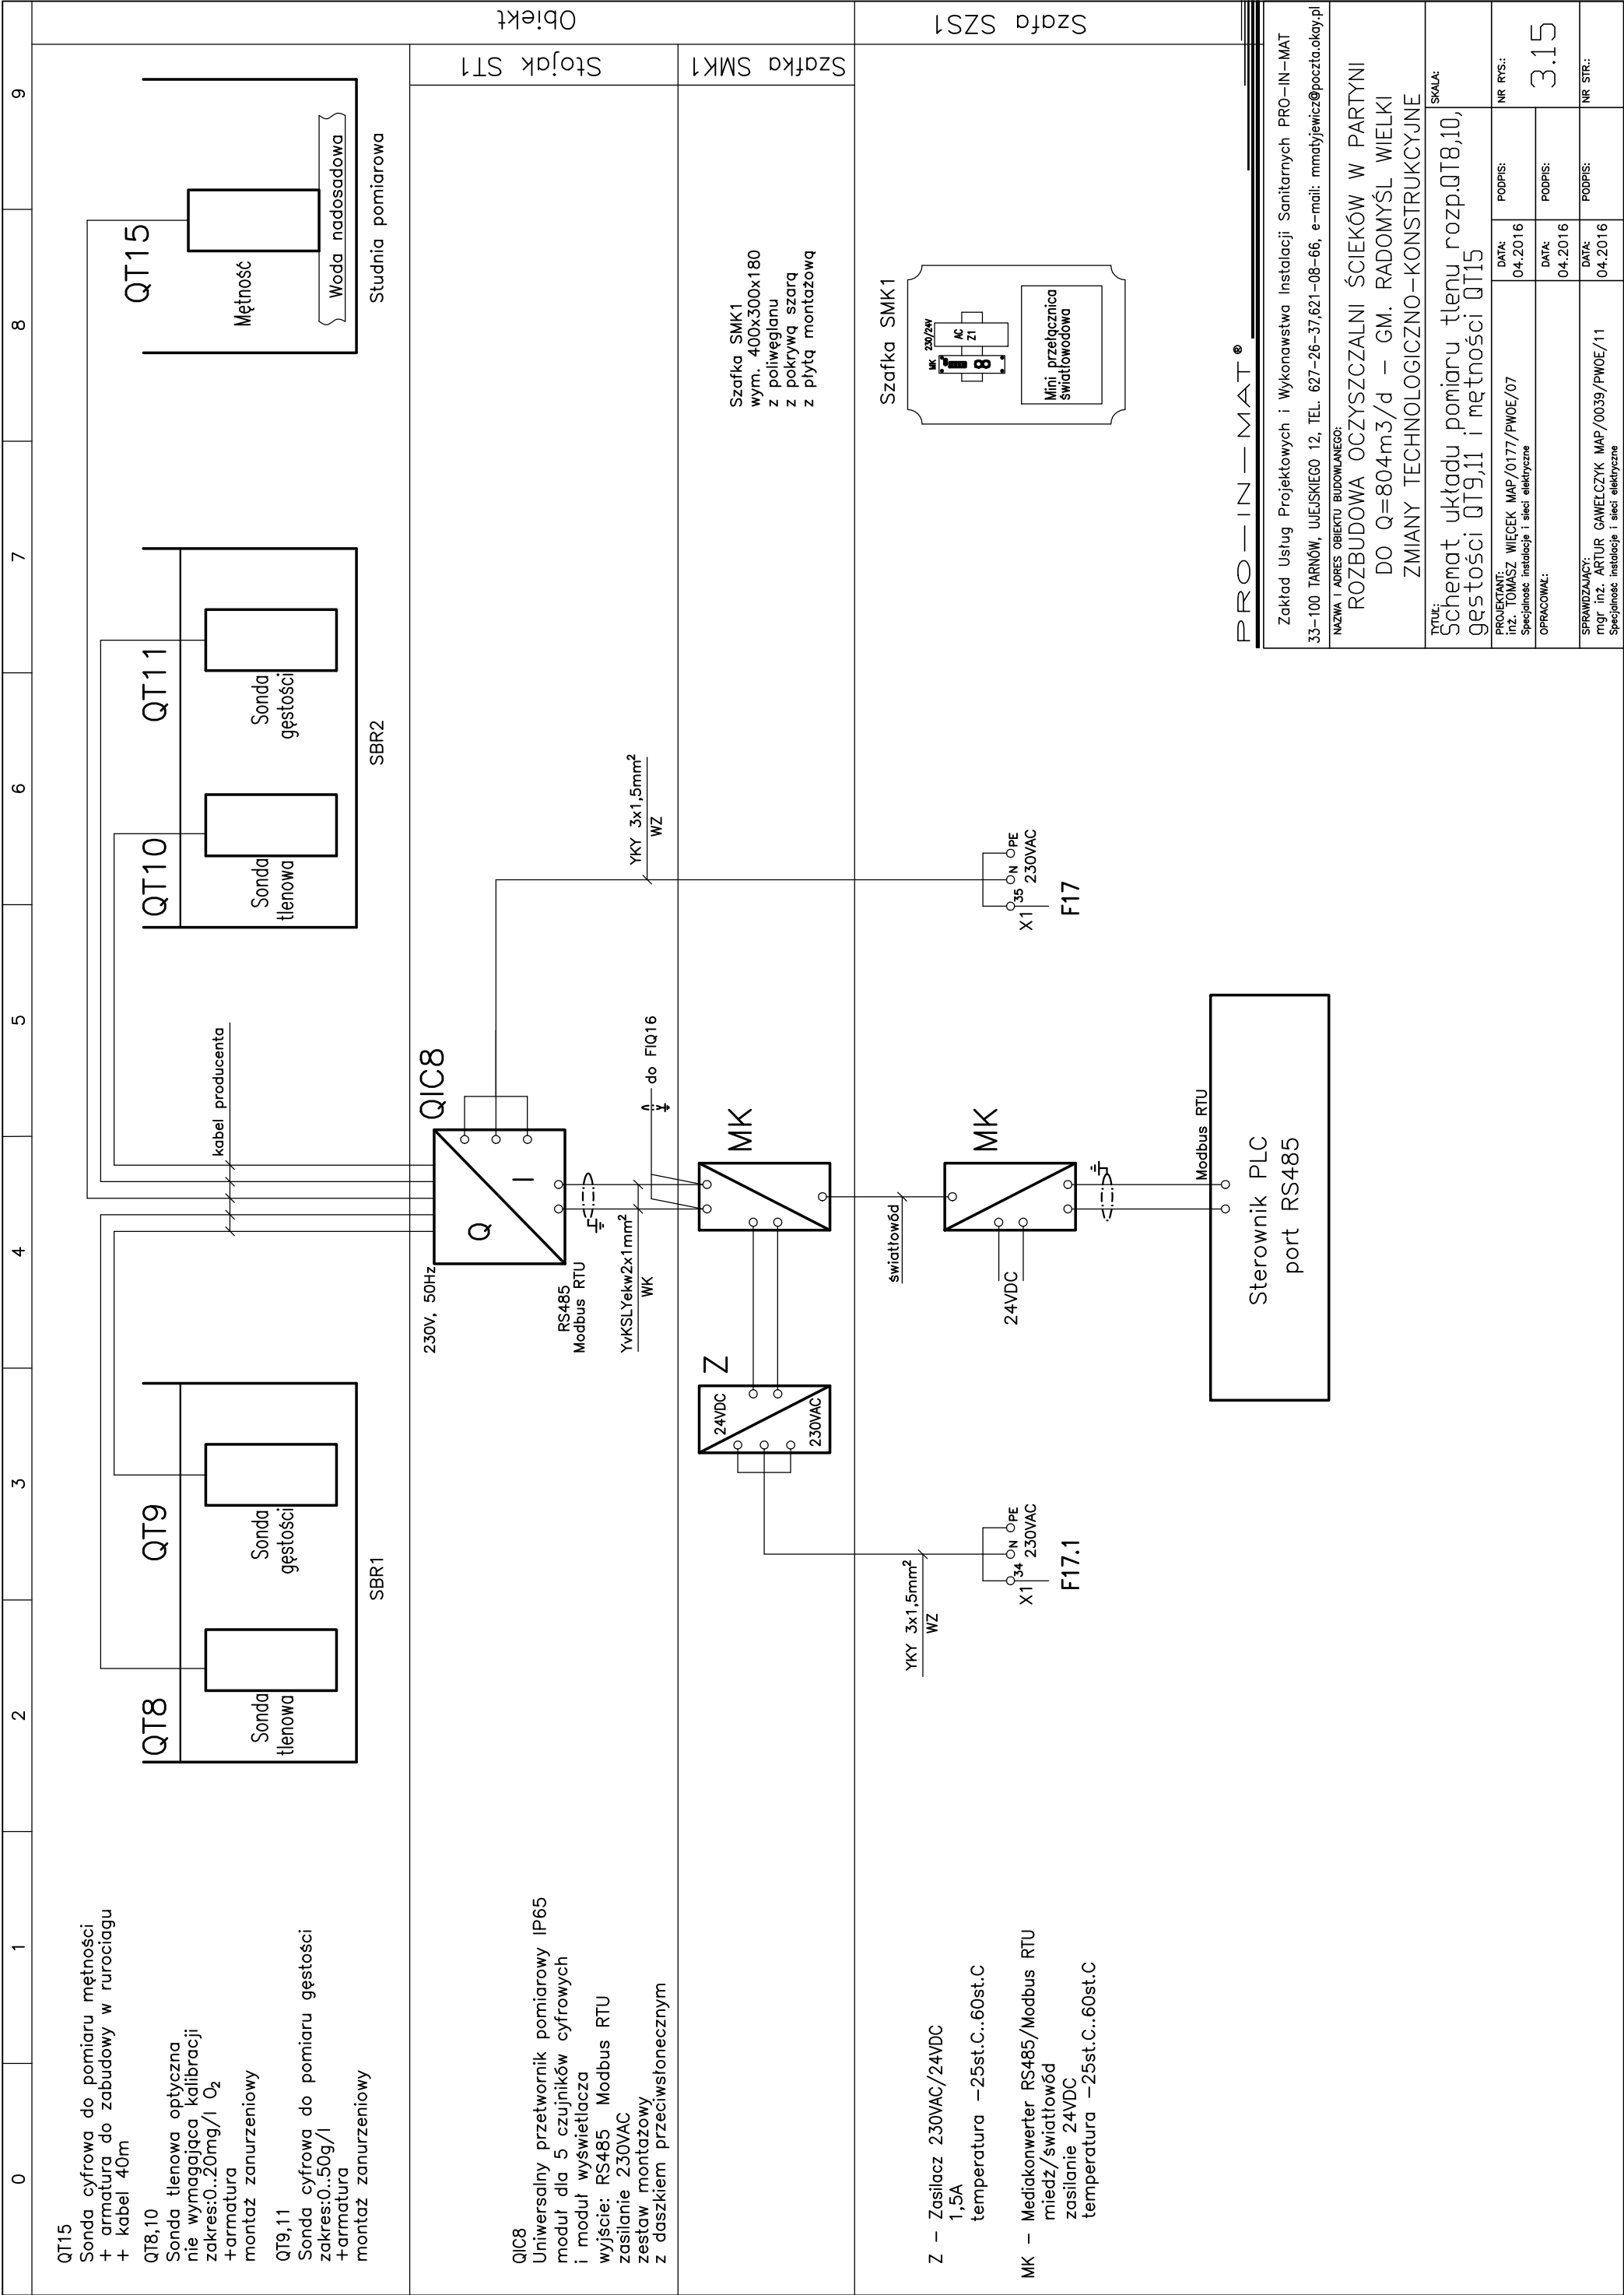 0 1 2 3 4 5 6 7 8 9
QT15
Sonda cyfrowa do pomiaru mętności
+ armatura do zabudowy w rurociągu
+ kabel 40m
QT8,10
Sonda tlenowa optyczna
nie wymagająca kalibracji
zakres:0..20mg/l O₂
+armatura
montaż zanurzeniowy
QT9,11
Sonda cyfrowa do pomiaru gęstości
zakres:0..50g/l
+armatura
montaż zanurzeniowy
QT8
Sonda
tlenowa
QT9
Sonda
gęstości
SBR1
kabel producenta
QT10
Sonda
tlenowa
QT11
Sonda
gęstości
SBR2
QT15
Mętność
Woda nadosadowa
Studnia pomiarowa
Obiekt
Stojak ST1
Szafka SMK1
Szafa SZS1
QIC8
Uniwersalny przetwornik pomiarowy IP65
moduł dla 5 czujników cyfrowych
i moduł wyświetlacza
wyjście: RS485 Modbus RTU
zasilanie 230VAC
zestaw montażowy
z daszkiem przeciwsłonecznym
230V, 50Hz
QIC8
Q
I
RS485
Modbus RTU
YvKSLYekw2x1mm²
WK
do FIQ16
YKY 3x1,5mm²
WZ
Z
24VDC
230VAC
MK
Szafka SMK1
wym. 400x300x180
z poliwęglanu
z pokrywą szarą
z płytą montażową
Z – Zasilacz 230VAC/24VDC
1,5A
temperatura –25st.C..60st.C
MK – Mediakonwerter RS485/Modbus RTU
miedź/światłowód
zasilanie 24VDC
temperatura –25st.C..60st.C
YKY 3x1,5mm²
WZ
X1 34 N PE
230VAC
F17.1
światłowód
MK
24VDC
Modbus RTU
Sterownik PLC
port RS485
X1 35 N PE
230VAC
F17
Szafka SMK1
MK
230/24V
AC
Z1
Mini przełącznica
światłowodowa
PRO–IN–MAT®
Zakład Usług Projektowych i Wykonawstwa Instalacji Sanitarnych PRO–IN–MAT
33–100 TARNÓW, UJEJSKIEGO 12, TEL. 627–26–37,621–08–66, e–mail: mmatyjewicz@poczta.okay.pl
NAZWA I ADRES OBIEKTU BUDOWLANEGO:
ROZBUDOWA OCZYSZCZALNI ŚCIEKÓW W PARTYNI
DO Q=804m3/d – GM. RADOMYŚL WIELKI
ZMIANY TECHNOLOGICZNO–KONSTRUKCYJNE
TYTUŁ:
Schemat układu pomiaru tlenu rozp.QT8,10,
gęstości QT9,11 i mętności QT15
SKALA:
PROJEKTANT:
inż. TOMASZ WIĘCEK MAP/0177/PWOE/07
Specjalność instalacje i sieci elektryczne
DATA:
04.2016
PODPIS:
NR RYS.:
3.15
OPRACOWAŁ:
DATA:
04.2016
PODPIS:
SPRAWDZAJĄCY:
mgr inż. ARTUR GAWEŁCZYK MAP/0039/PWOE/11
Specjalność instalacje i sieci elektryczne
DATA:
04.2016
PODPIS:
NR STR.: